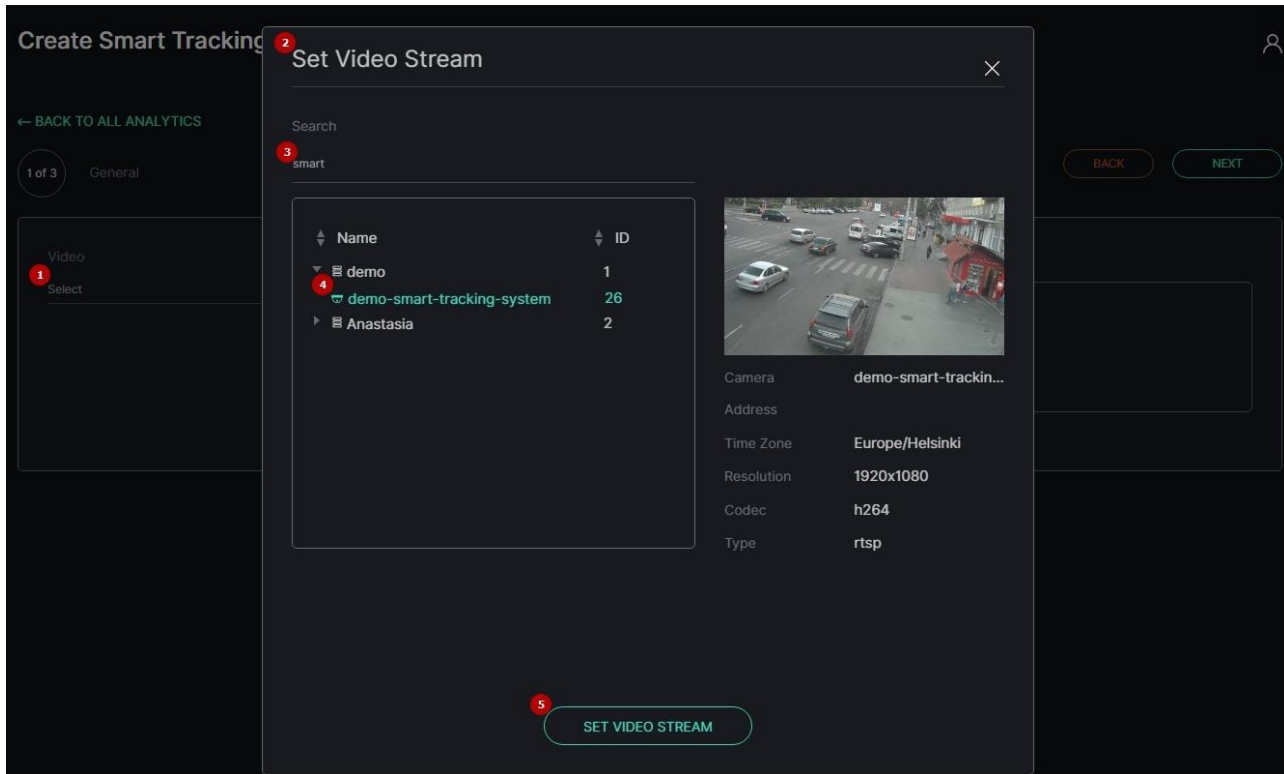 Create Smart Tracking
2
Set Video Stream
← BACK TO ALL ANALYTICS
Search
3
smart
1 of 3
General
BACK
NEXT
Video
1
Select
Name
ID
demo
1
4
demo-smart-tracking-system
26
Anastasia
2
Camera
demo-smart-trackin...
Address
Time Zone
Europe/Helsinki
Resolution
1920x1080
Codec
h264
Type
rtsp
5
SET VIDEO STREAM